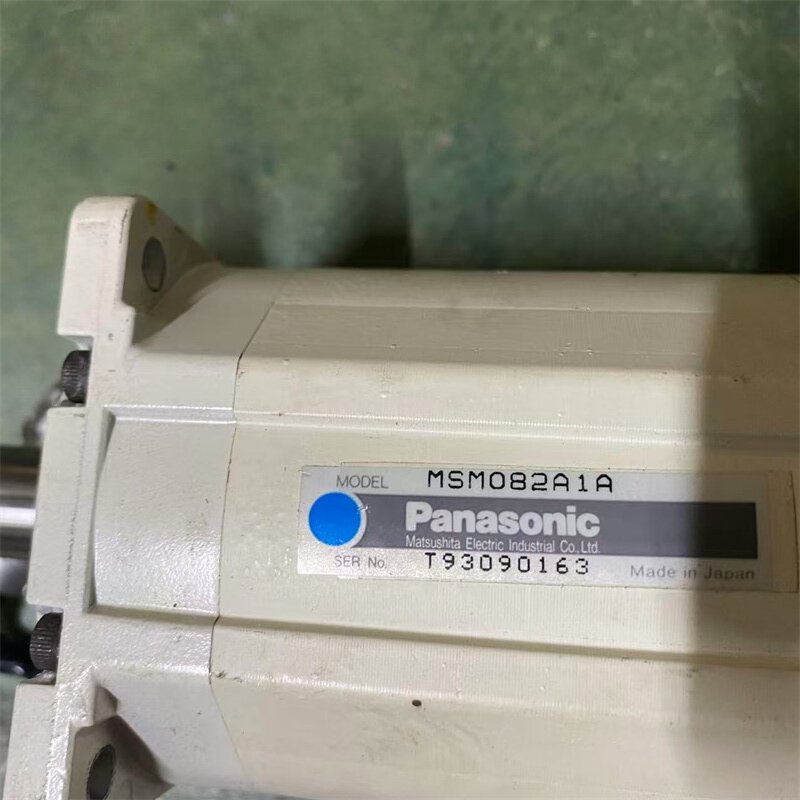 MODEL MSM082A1A
Panasonic
Matsushita Electric Industrial Co., Ltd.
SER No. T93090163 Made in Japan